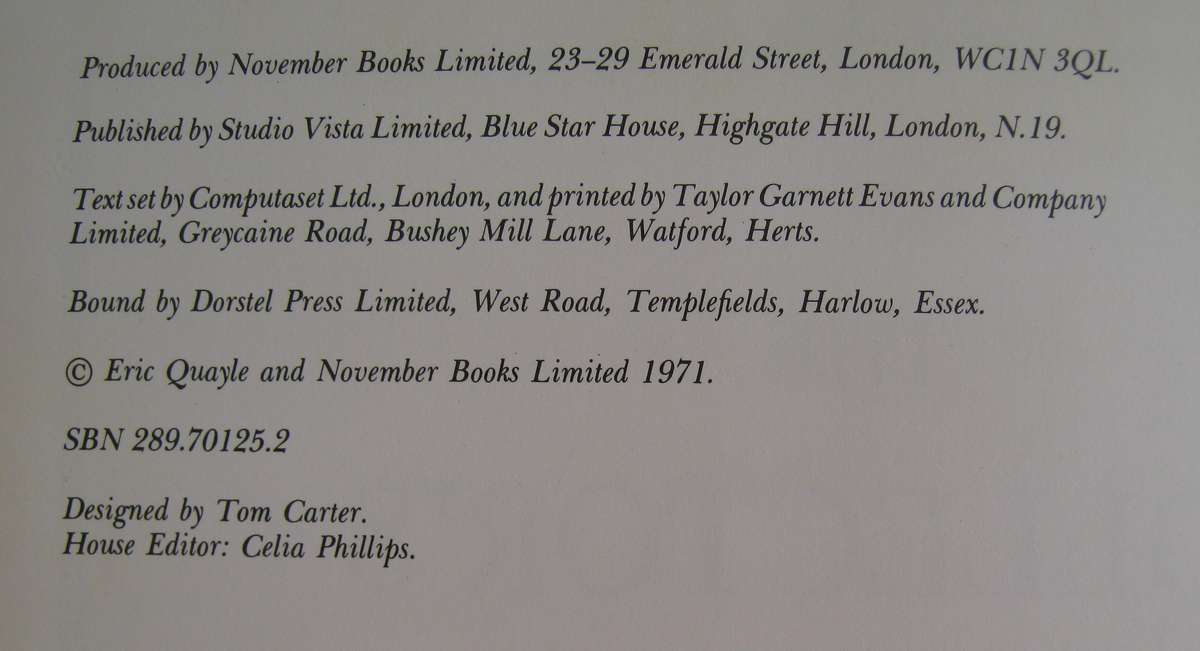 Produced by November Books Limited, 23–29 Emerald Street, London, WC1N 3QL.
Published by Studio Vista Limited, Blue Star House, Highgate Hill, London, N.19.
Text set by Computaset Ltd., London, and printed by Taylor Garnett Evans and Company
Limited, Greycaine Road, Bushey Mill Lane, Watford, Herts.
Bound by Dorstel Press Limited, West Road, Templefields, Harlow, Essex.
© Eric Quayle and November Books Limited 1971.
SBN 289.70125.2
Designed by Tom Carter.
House Editor: Celia Phillips.